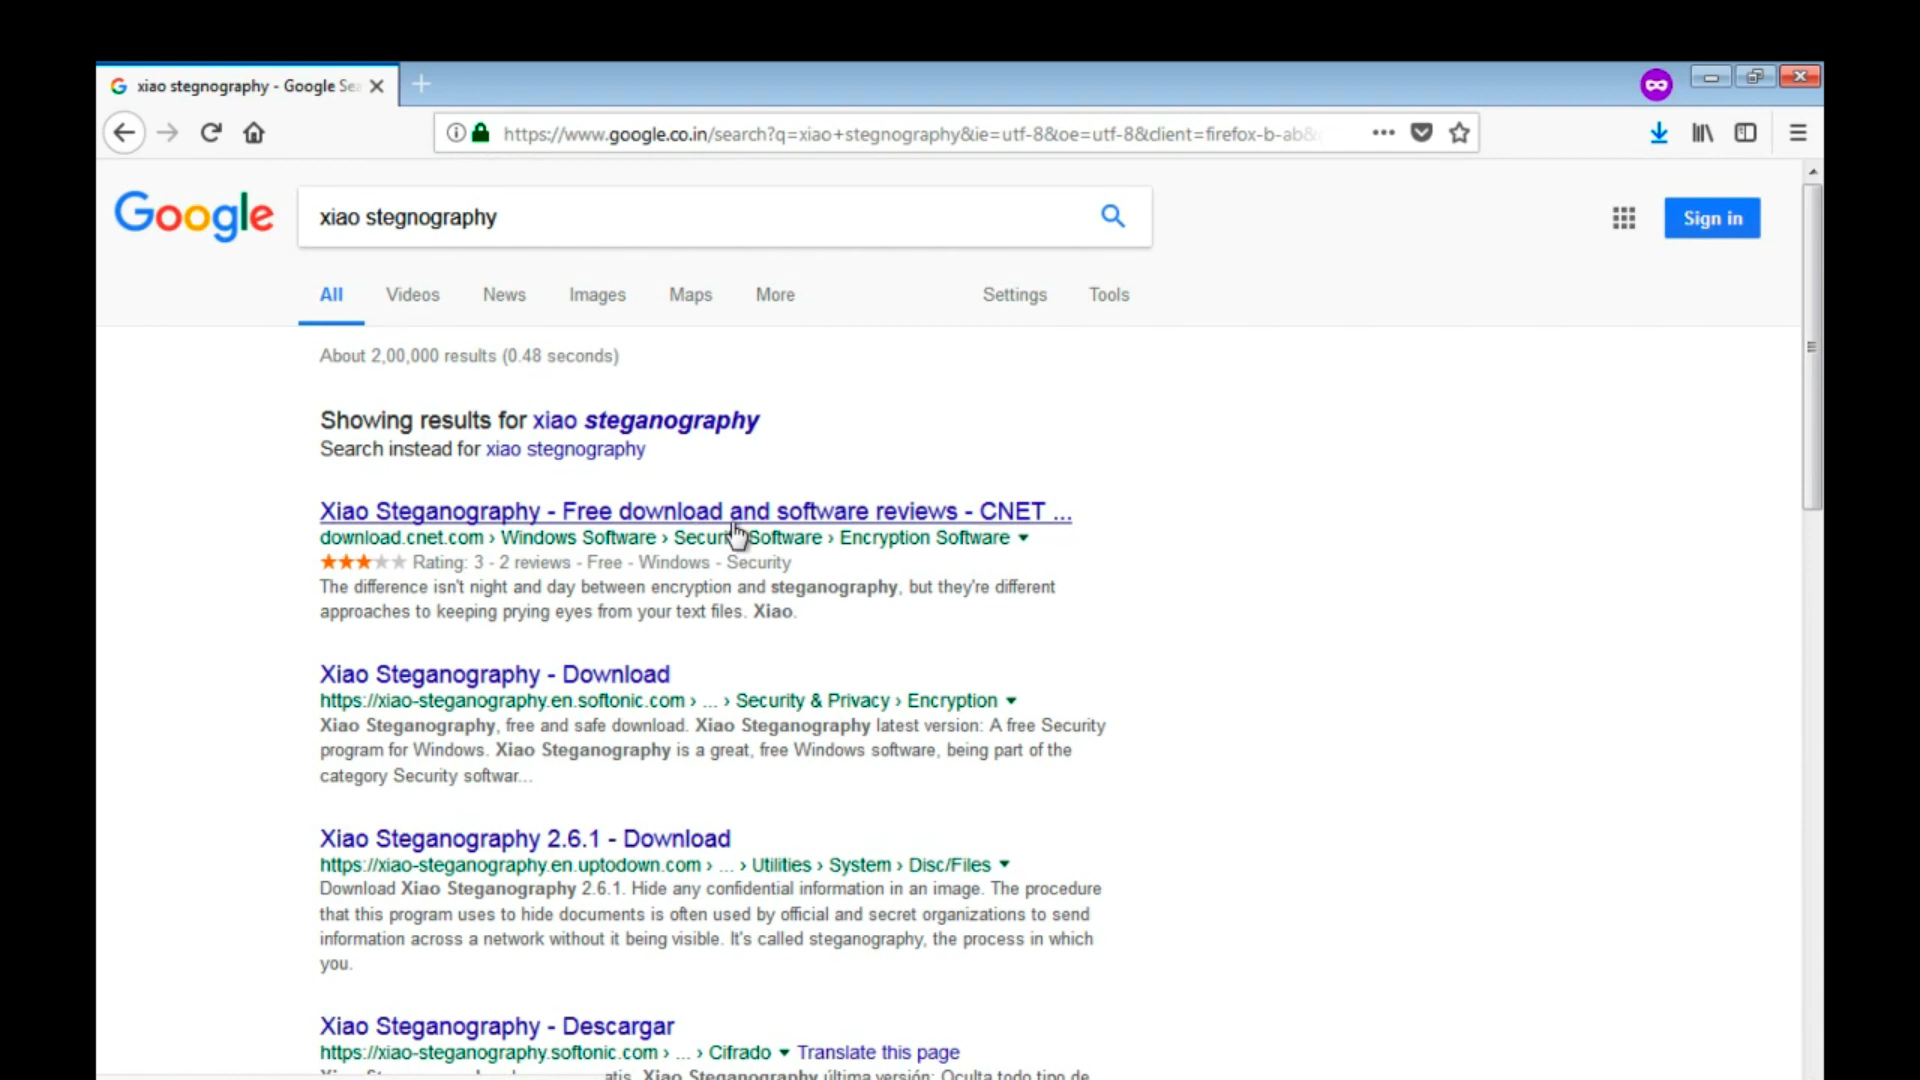 xiao stegnography - Google Sea
https://www.google.co.in/search?q=xiao+stegnography&ie=utf-8&oe=utf-8&client=firefox-b-ab&
Google
xiao stegnography
Sign in
All Videos News Images Maps More Settings Tools
About 2,00,000 results (0.48 seconds)
Showing results for xiao steganography
Search instead for xiao stegnography
Xiao Steganography - Free download and software reviews - CNET ...
download.cnet.com › Windows Software › Security Software › Encryption Software
Rating: 3 - 2 reviews - Free - Windows - Security
The difference isn't night and day between encryption and steganography, but they're different
approaches to keeping prying eyes from your text files. Xiao.
Xiao Steganography - Download
https://xiao-steganography.en.softonic.com › ... › Security & Privacy › Encryption
Xiao Steganography, free and safe download. Xiao Steganography latest version: A free Security
program for Windows. Xiao Steganography is a great, free Windows software, being part of the
category Security softwar...
Xiao Steganography 2.6.1 - Download
https://xiao-steganography.en.uptodown.com › ... › Utilities › System › Disc/Files
Download Xiao Steganography 2.6.1. Hide any confidential information in an image. The procedure
that this program uses to hide documents is often used by official and secret organizations to send
information across a network without it being visible. It's called steganography, the process in which
you.
Xiao Steganography - Descargar
https://xiao-steganography.softonic.com › ... › Cifrado Translate this page
Xiao Steganography última versión: Oculta todo tipo de